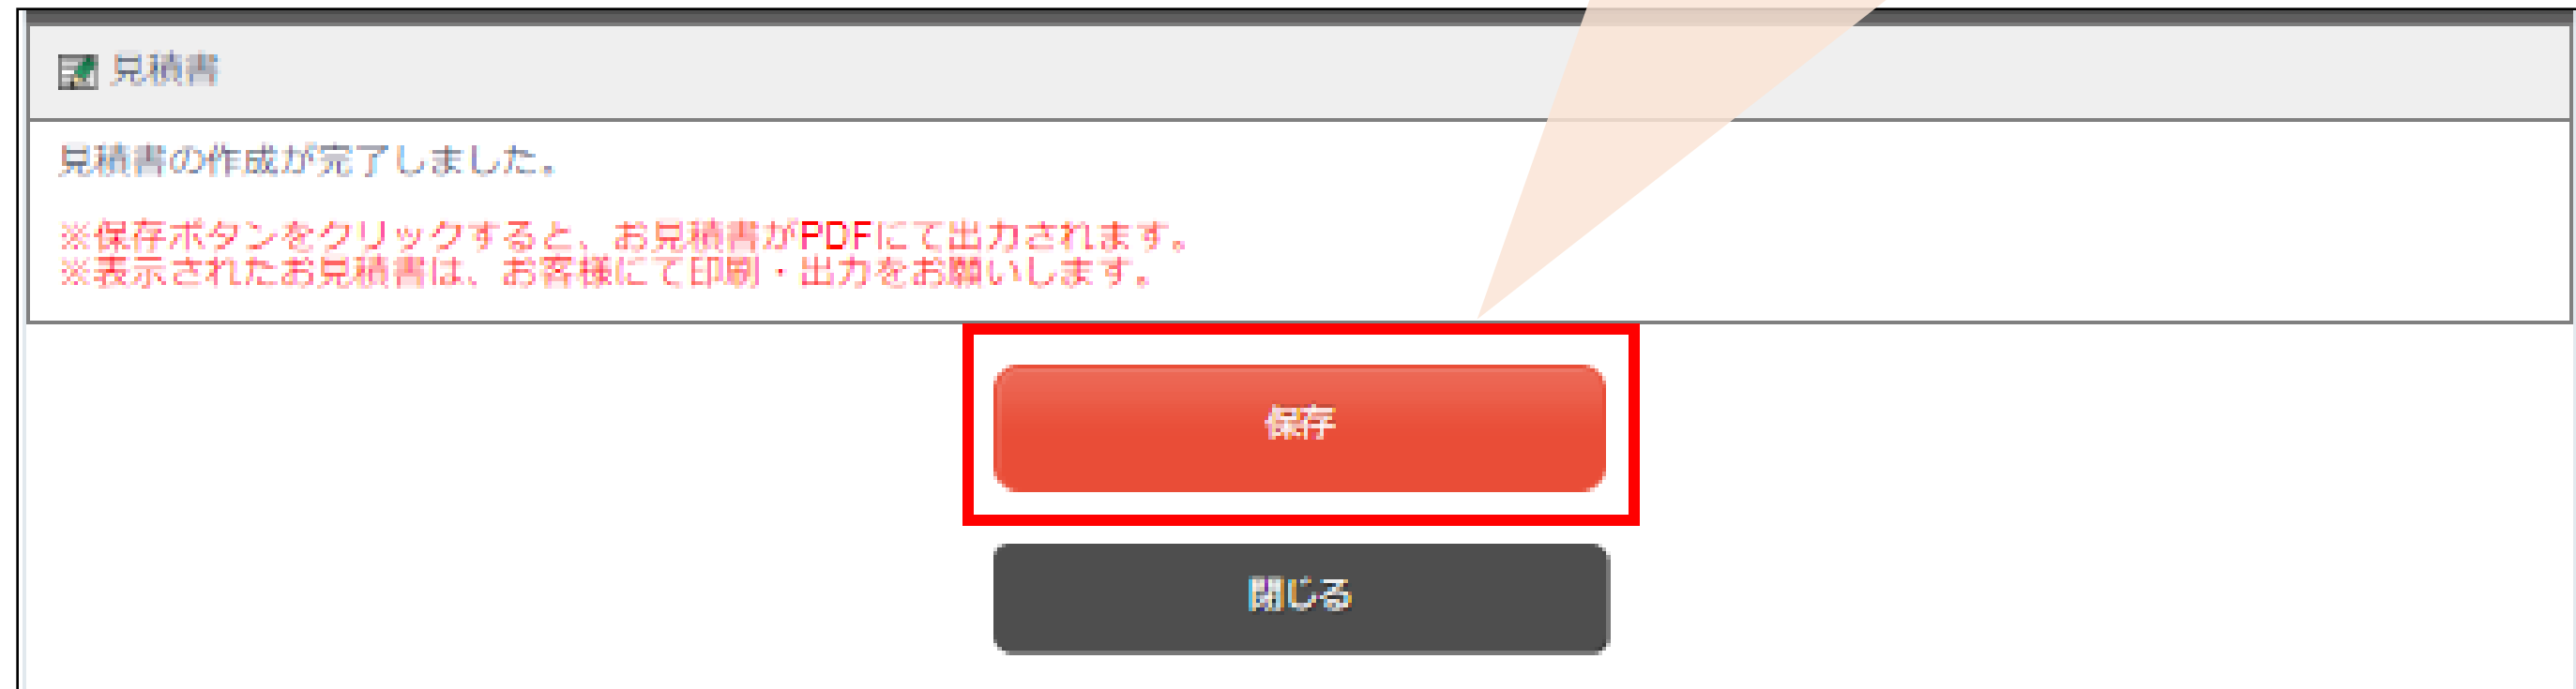 見積書
見積書の作成が完了しました。
※保存ボタンをクリックすると、お見積書がPDFにて出力されます。
※表示されたお見積書は、お客様にて印刷・出力をお願いします。
保存
閉じる